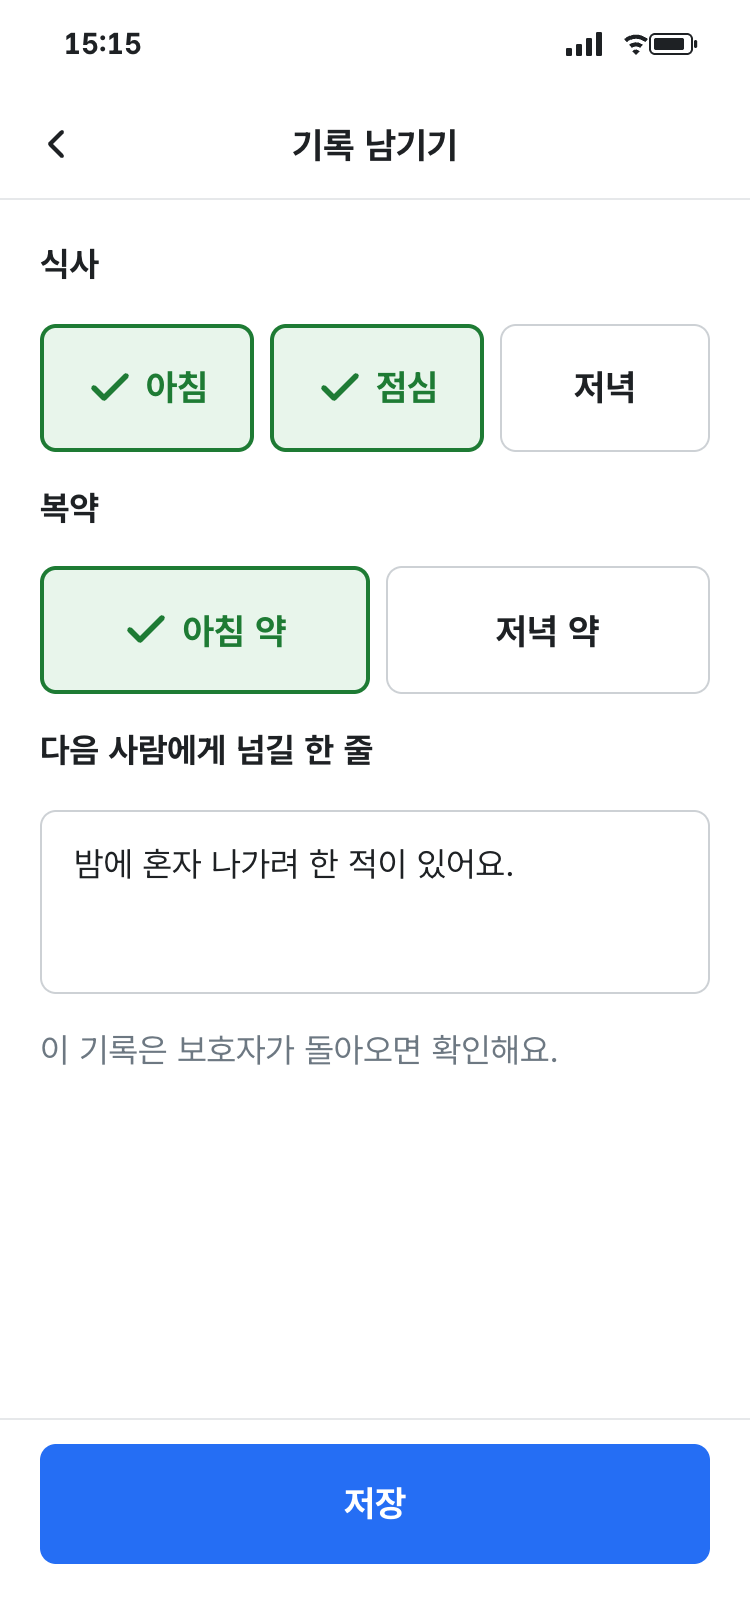 15:15
기록 남기기
식사
아침
점심
저녁
복약
아침 약
저녁 약
다음 사람에게 넘길 한 줄
밤에 혼자 나가려 한 적이 있어요.
이 기록은 보호자가 돌아오면 확인해요.
저장